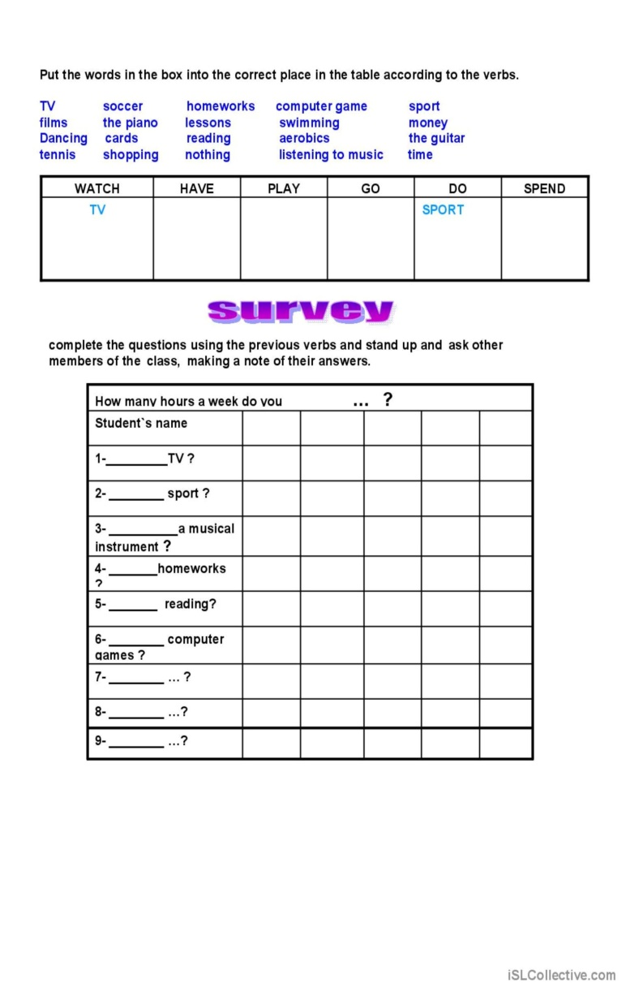 Put the words in the box into the correct place in the table according to the verbs.
TV soccer homeworks computer game sport
films the piano lessons swimming money
Dancing cards reading aerobics the guitar
tennis shopping nothing listening to music time
WATCH HAVE PLAY GO DO SPEND
TV SPORT
survey
complete the questions using the previous verbs and stand up and ask other
members of the class, making a note of their answers.
How many hours a week do you ... ?
Student`s name
1-_________TV ?
2- ________ sport ?
3- __________a musical
instrument ?
4- _______homeworks
?
5- _______ reading?
6- ________ computer
games ?
7- ________ ... ?
8- ________ ...?
9- ________ ...?
iSLCollective.com